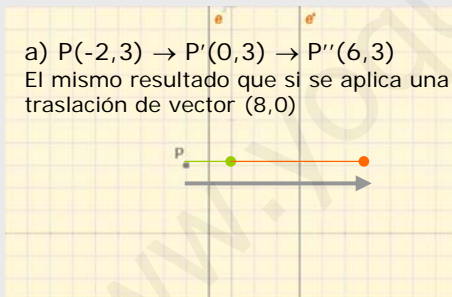 e e'
a) P(-2,3) → P′(0,3) → P′′(6,3)
El mismo resultado que si se aplica una
traslación de vector (8,0)
P